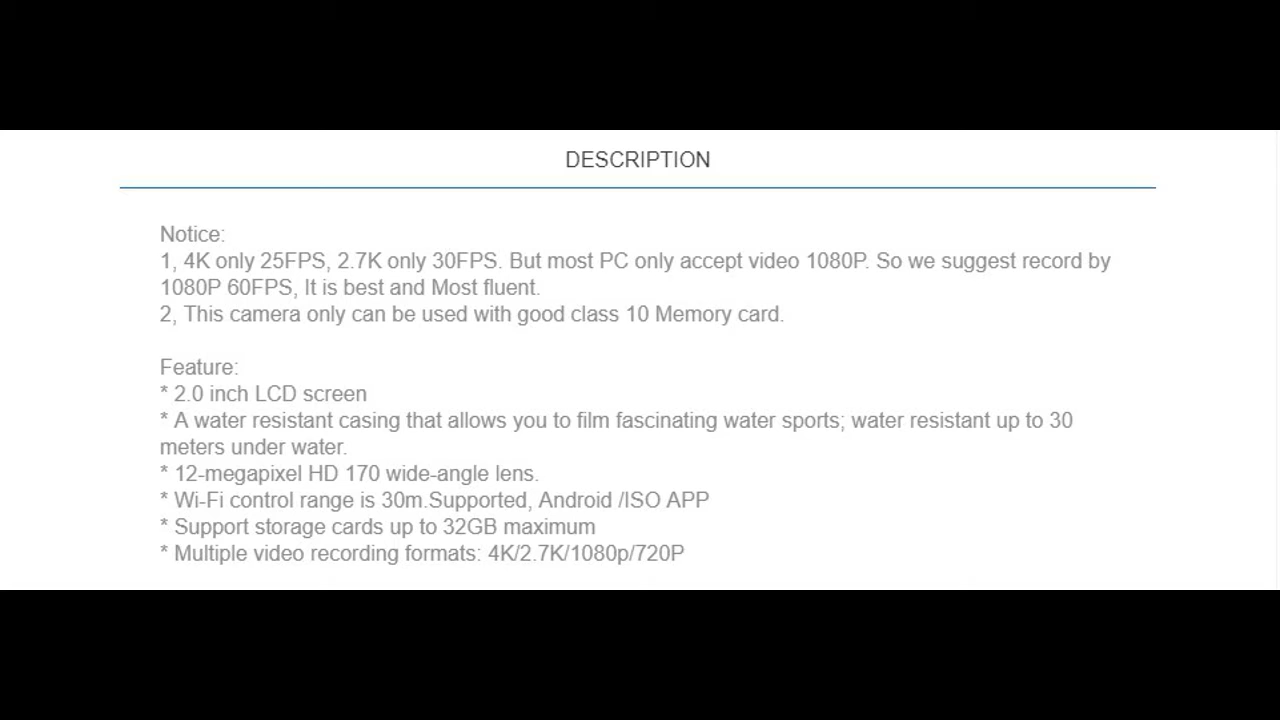 DESCRIPTION
Notice:
1, 4K only 25FPS, 2.7K only 30FPS. But most PC only accept video 1080P. So we suggest record by
1080P 60FPS, It is best and Most fluent.
2, This camera only can be used with good class 10 Memory card.
Feature:
* 2.0 inch LCD screen
* A water resistant casing that allows you to film fascinating water sports; water resistant up to 30
meters under water.
* 12-megapixel HD 170 wide-angle lens.
* Wi-Fi control range is 30m.Supported, Android /ISO APP
* Support storage cards up to 32GB maximum
* Multiple video recording formats: 4K/2.7K/1080p/720P